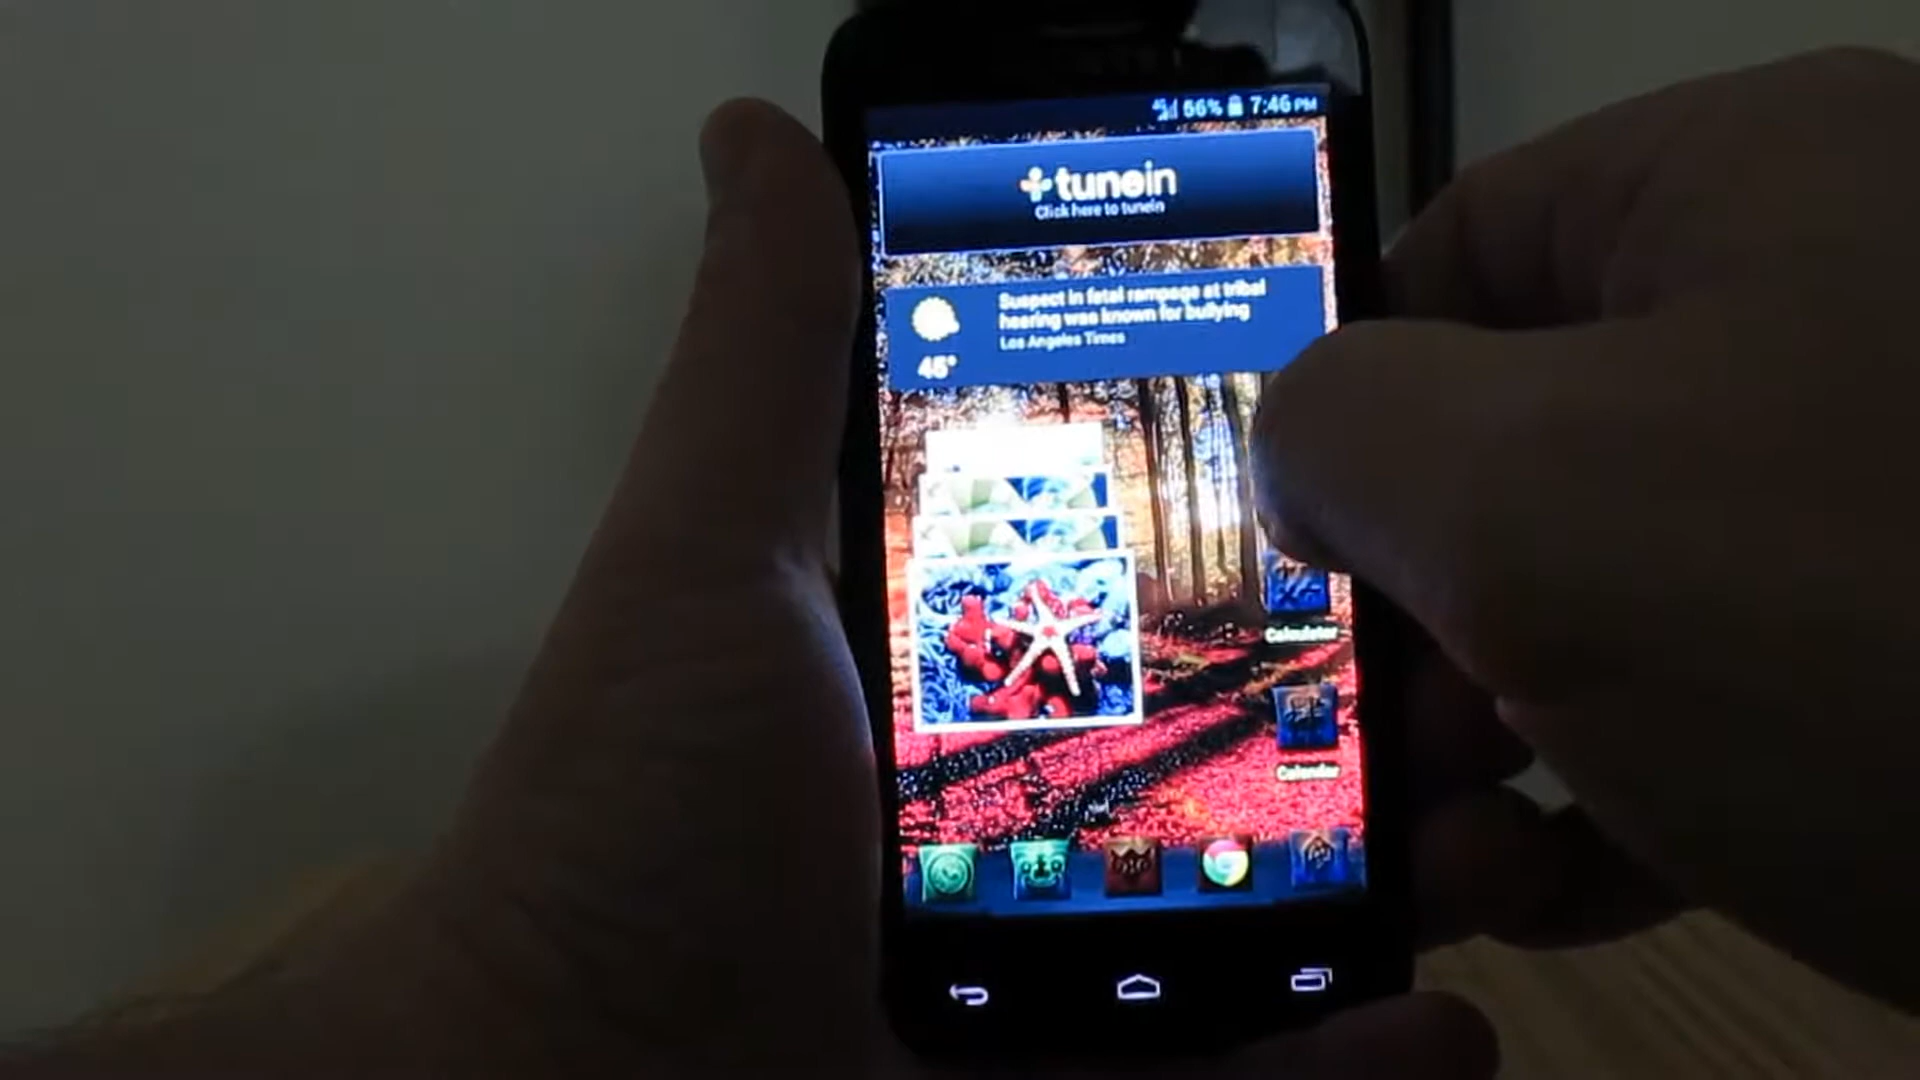 4G 56% 7:46 PM
tunein
Click here to tunein
Suspect in fatal rampage at tribal
hearing was known for bullying
Los Angeles Times
45°
Calculator
Calendar